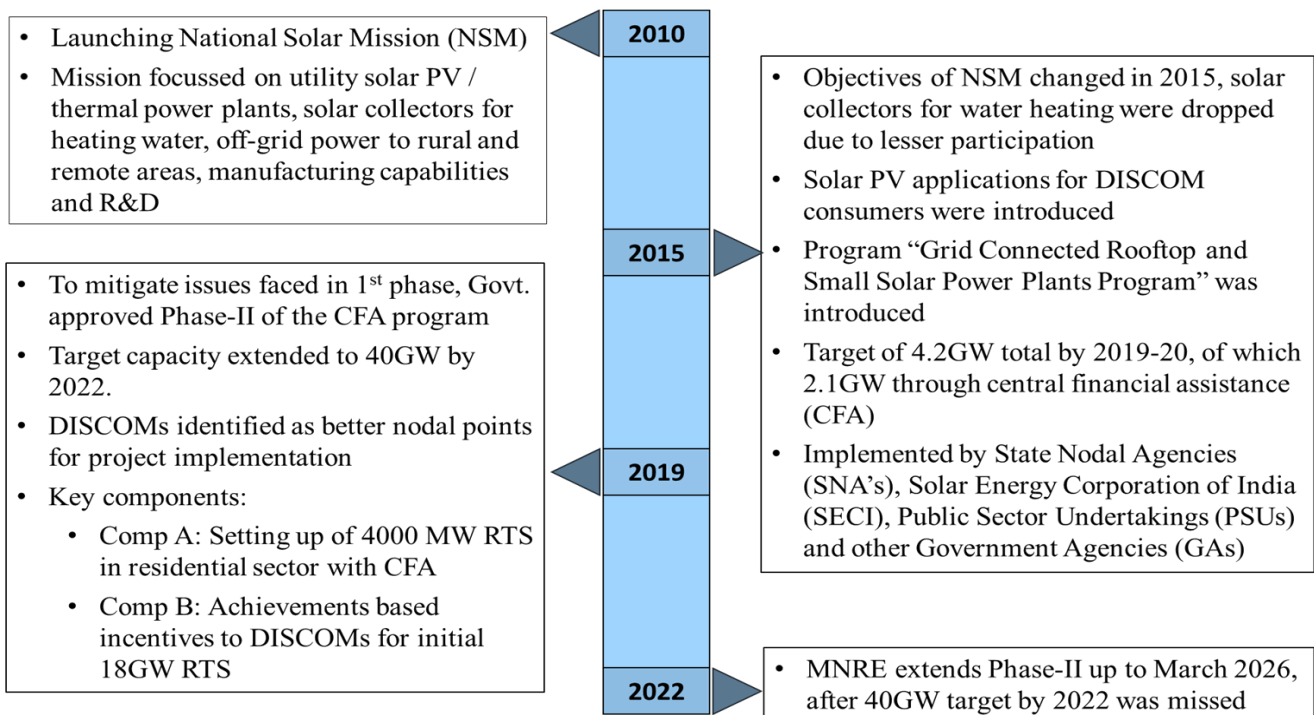 2010
• Launching National Solar Mission (NSM)
• Mission focussed on utility solar PV /
thermal power plants, solar collectors for
heating water, off-grid power to rural and
remote areas, manufacturing capabilities
and R&D
2015
• Objectives of NSM changed in 2015, solar
collectors for water heating were dropped
due to lesser participation
• Solar PV applications for DISCOM
consumers were introduced
• Program “Grid Connected Rooftop and
Small Solar Power Plants Program” was
introduced
• Target of 4.2GW total by 2019-20, of which
2.1GW through central financial assistance
(CFA)
• Implemented by State Nodal Agencies
(SNA’s), Solar Energy Corporation of India
(SECI), Public Sector Undertakings (PSUs)
and other Government Agencies (GAs)
2019
• To mitigate issues faced in 1st phase, Govt.
approved Phase-II of the CFA program
• Target capacity extended to 40GW by
2022.
• DISCOMs identified as better nodal points
for project implementation
• Key components:
• Comp A: Setting up of 4000 MW RTS
in residential sector with CFA
• Comp B: Achievements based
incentives to DISCOMs for initial
18GW RTS
2022
• MNRE extends Phase-II up to March 2026,
after 40GW target by 2022 was missed